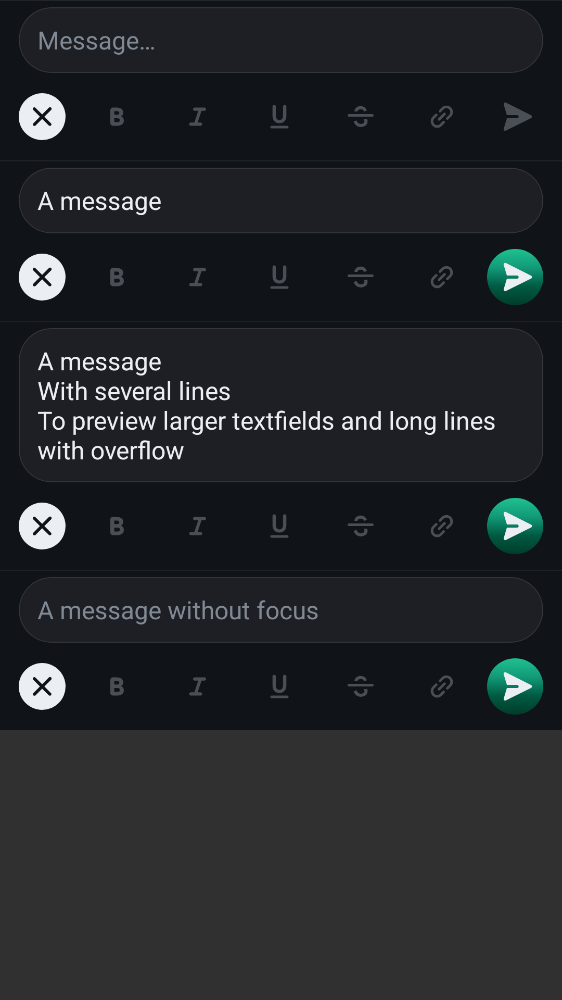 Message…
B I U S
A message
B I U S
A message
With several lines
To preview larger textfields and long lines
with overflow
B I U S
A message without focus
B I U S